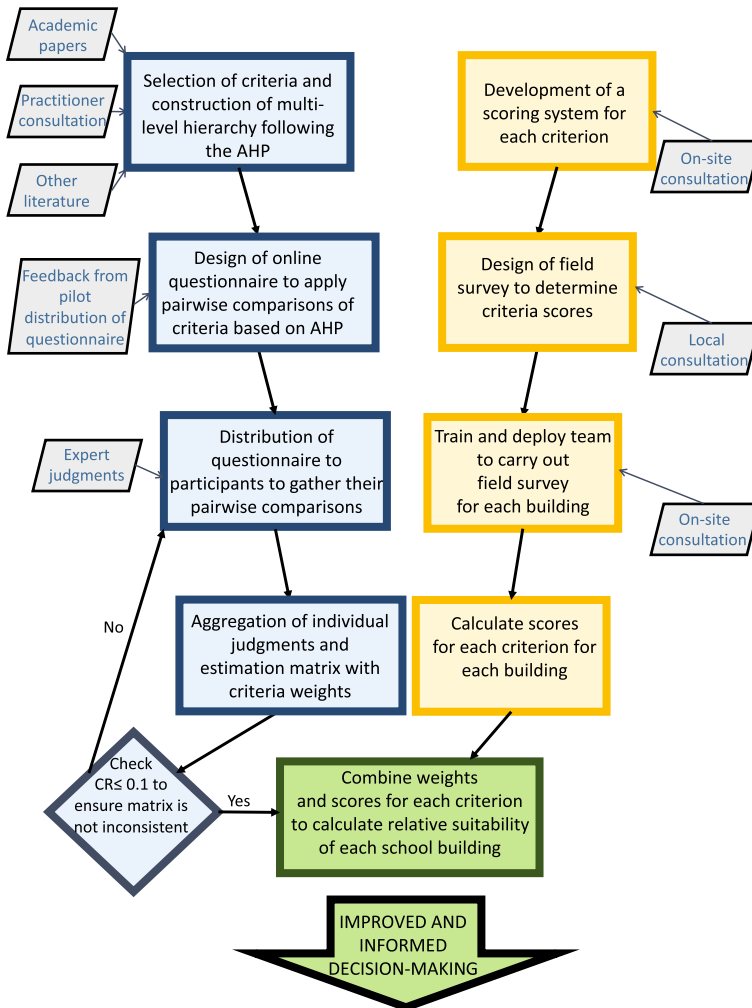 Academic
papers
Practitioner
consultation
Other
literature
Selection of criteria and
construction of multi-
level hierarchy following
the AHP
Development of a
scoring system for
each criterion
On-site
consultation
Feedback from
pilot
distribution of
questionnaire
Design of online
questionnaire to apply
pairwise comparisons of
criteria based on AHP
Design of field
survey to determine
criteria scores
Local
consultation
Expert
judgments
Distribution of
questionnaire to
participants to gather their
pairwise comparisons
Train and deploy team
to carry out
field survey
for each building
On-site
consultation
No
Aggregation of individual
judgments and
estimation matrix with
criteria weights
Calculate scores
for each criterion for
each building
Check
CR≤ 0.1 to
ensure matrix is
not inconsistent
Yes
Combine weights
and scores for each criterion
to calculate relative suitability
of each school building
IMPROVED AND
INFORMED
DECISION-MAKING